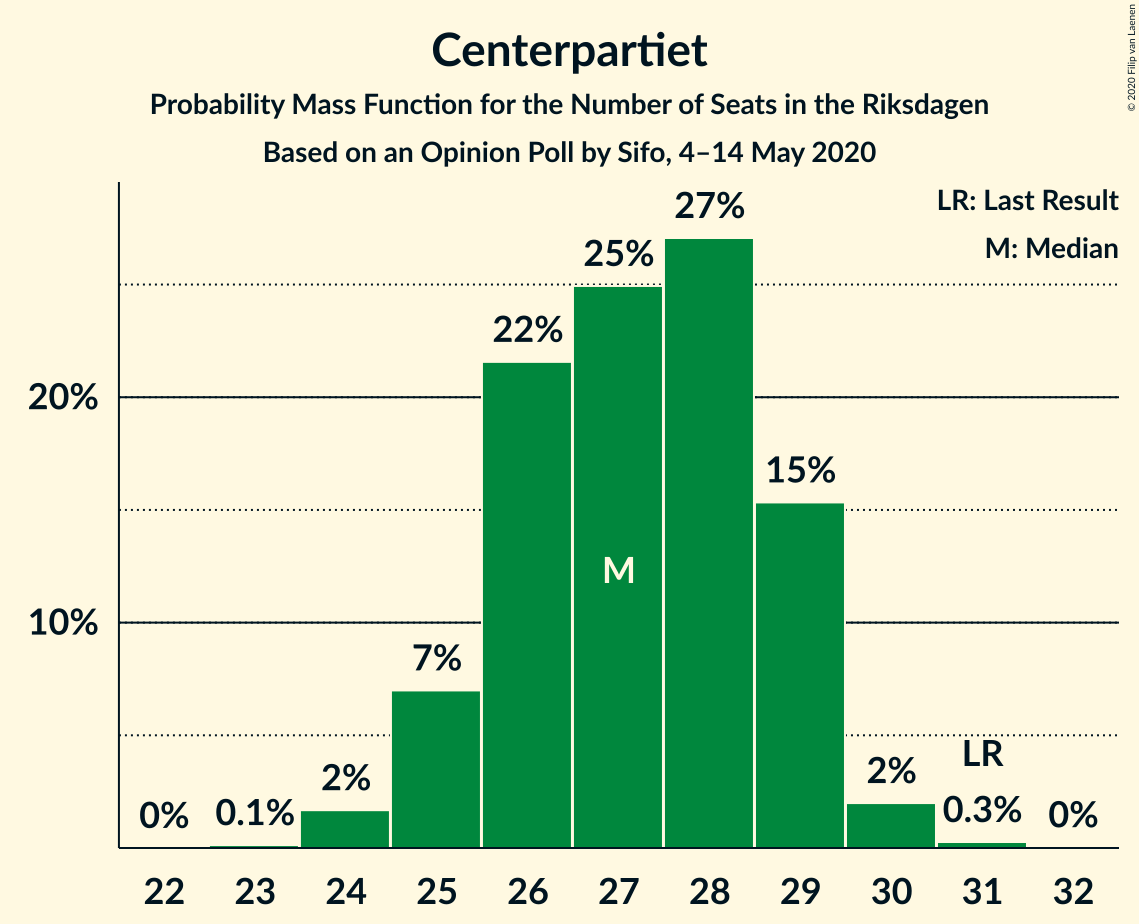 Centerpartiet
Probability Mass Function for the Number of Seats in the Riksdagen
Based on an Opinion Poll by Sifo, 4–14 May 2020
© 2020 Filip van Laenen
LR: Last Result
M: Median
20%
10%
0%
0.1%
2%
7%
22%
25%
27%
15%
2%
0.3%
0%
M
LR
22 23 24 25 26 27 28 29 30 31 32